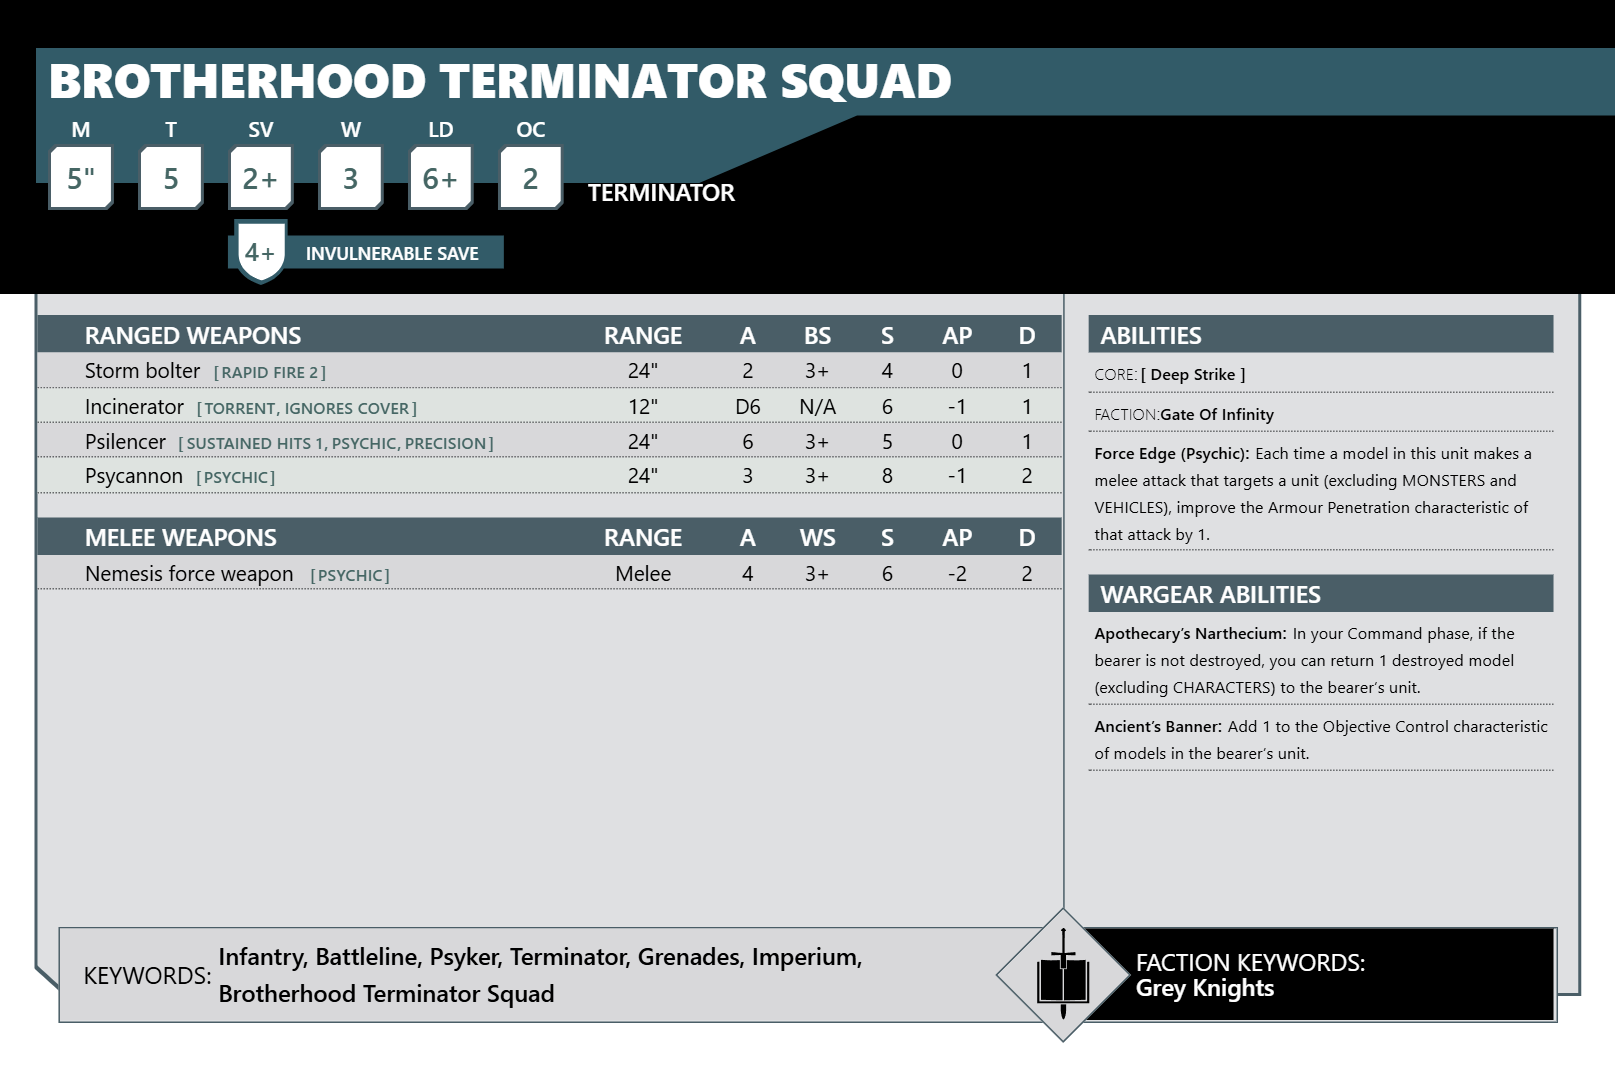 BROTHERHOOD TERMINATOR SQUAD
M T SV W LD OC
5" 5 2+ 3 6+ 2 TERMINATOR
4+ INVULNERABLE SAVE
RANGED WEAPONS RANGE A BS S AP D
Storm bolter [RAPID FIRE 2] 24" 2 3+ 4 0 1
Incinerator [TORRENT, IGNORES COVER] 12" D6 N/A 6 -1 1
Psilencer [SUSTAINED HITS 1, PSYCHIC, PRECISION] 24" 6 3+ 5 0 1
Psycannon [PSYCHIC] 24" 3 3+ 8 -1 2
MELEE WEAPONS RANGE A WS S AP D
Nemesis force weapon [PSYCHIC] Melee 4 3+ 6 -2 2
ABILITIES
CORE: [ Deep Strike ]
FACTION:Gate Of Infinity
Force Edge (Psychic): Each time a model in this unit makes a
melee attack that targets a unit (excluding MONSTERS and
VEHICLES), improve the Armour Penetration characteristic of
that attack by 1.
WARGEAR ABILITIES
Apothecary’s Narthecium: In your Command phase, if the
bearer is not destroyed, you can return 1 destroyed model
(excluding CHARACTERS) to the bearer’s unit.
Ancient’s Banner: Add 1 to the Objective Control characteristic
of models in the bearer’s unit.
KEYWORDS: Infantry, Battleline, Psyker, Terminator, Grenades, Imperium,
Brotherhood Terminator Squad
FACTION KEYWORDS:
Grey Knights